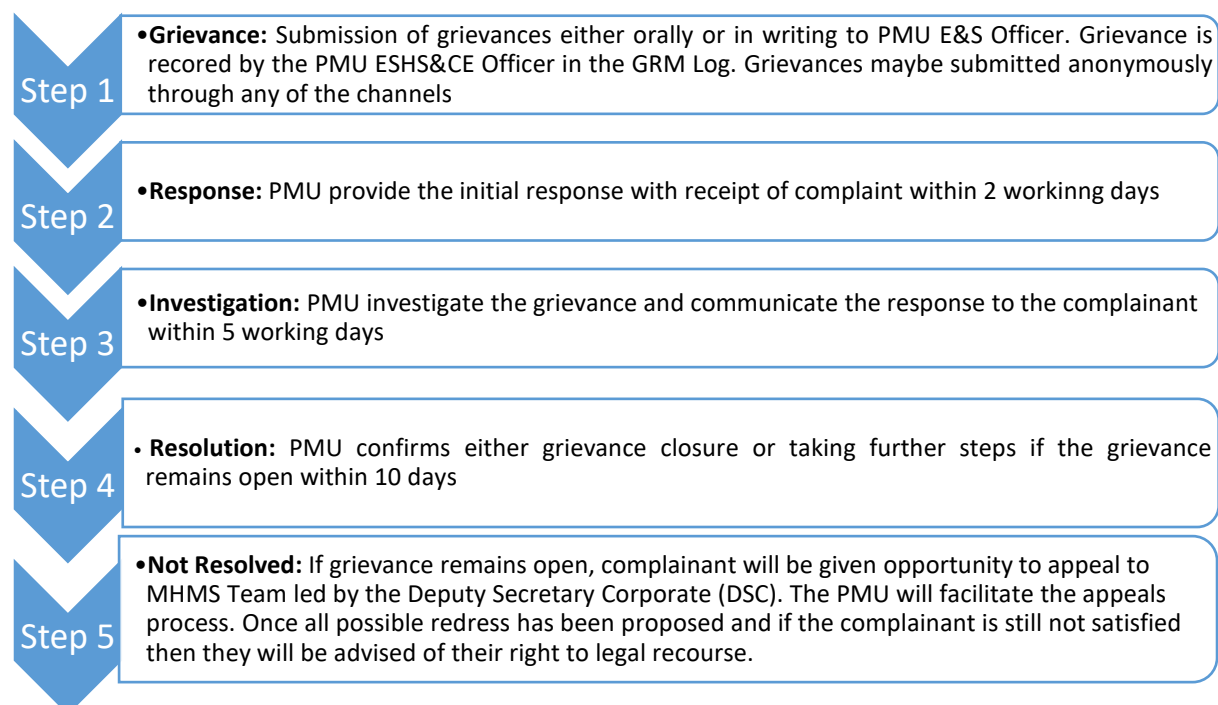 Step 1
•Grievance: Submission of grievances either orally or in writing to PMU E&S Officer. Grievance is
recored by the PMU ESHS&CE Officer in the GRM Log. Grievances maybe submitted anonymously
through any of the channels
Step 2
•Response: PMU provide the initial response with receipt of complaint within 2 workinng days
Step 3
•Investigation: PMU investigate the grievance and communicate the response to the complainant
within 5 working days
Step 4
• Resolution: PMU confirms either grievance closure or taking further steps if the grievance
remains open within 10 days
Step 5
•Not Resolved: If grievance remains open, complainant will be given opportunity to appeal to
MHMS Team led by the Deputy Secretary Corporate (DSC). The PMU will facilitate the appeals
process. Once all possible redress has been proposed and if the complainant is still not satisfied
then they will be advised of their right to legal recourse.